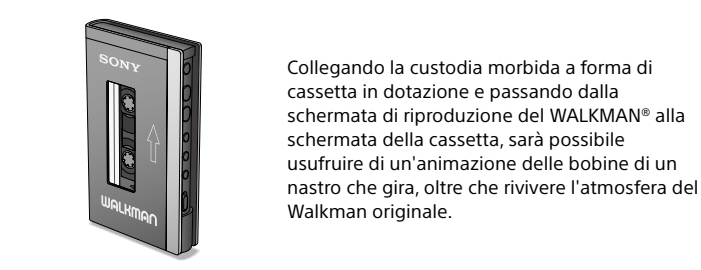 SONY
WALKMAN
Collegando la custodia morbida a forma di
cassetta in dotazione e passando dalla
schermata di riproduzione del WALKMAN® alla
schermata della cassetta, sarà possibile
usufruire di un'animazione delle bobine di un
nastro che gira, oltre che rivivere l'atmosfera del
Walkman originale.